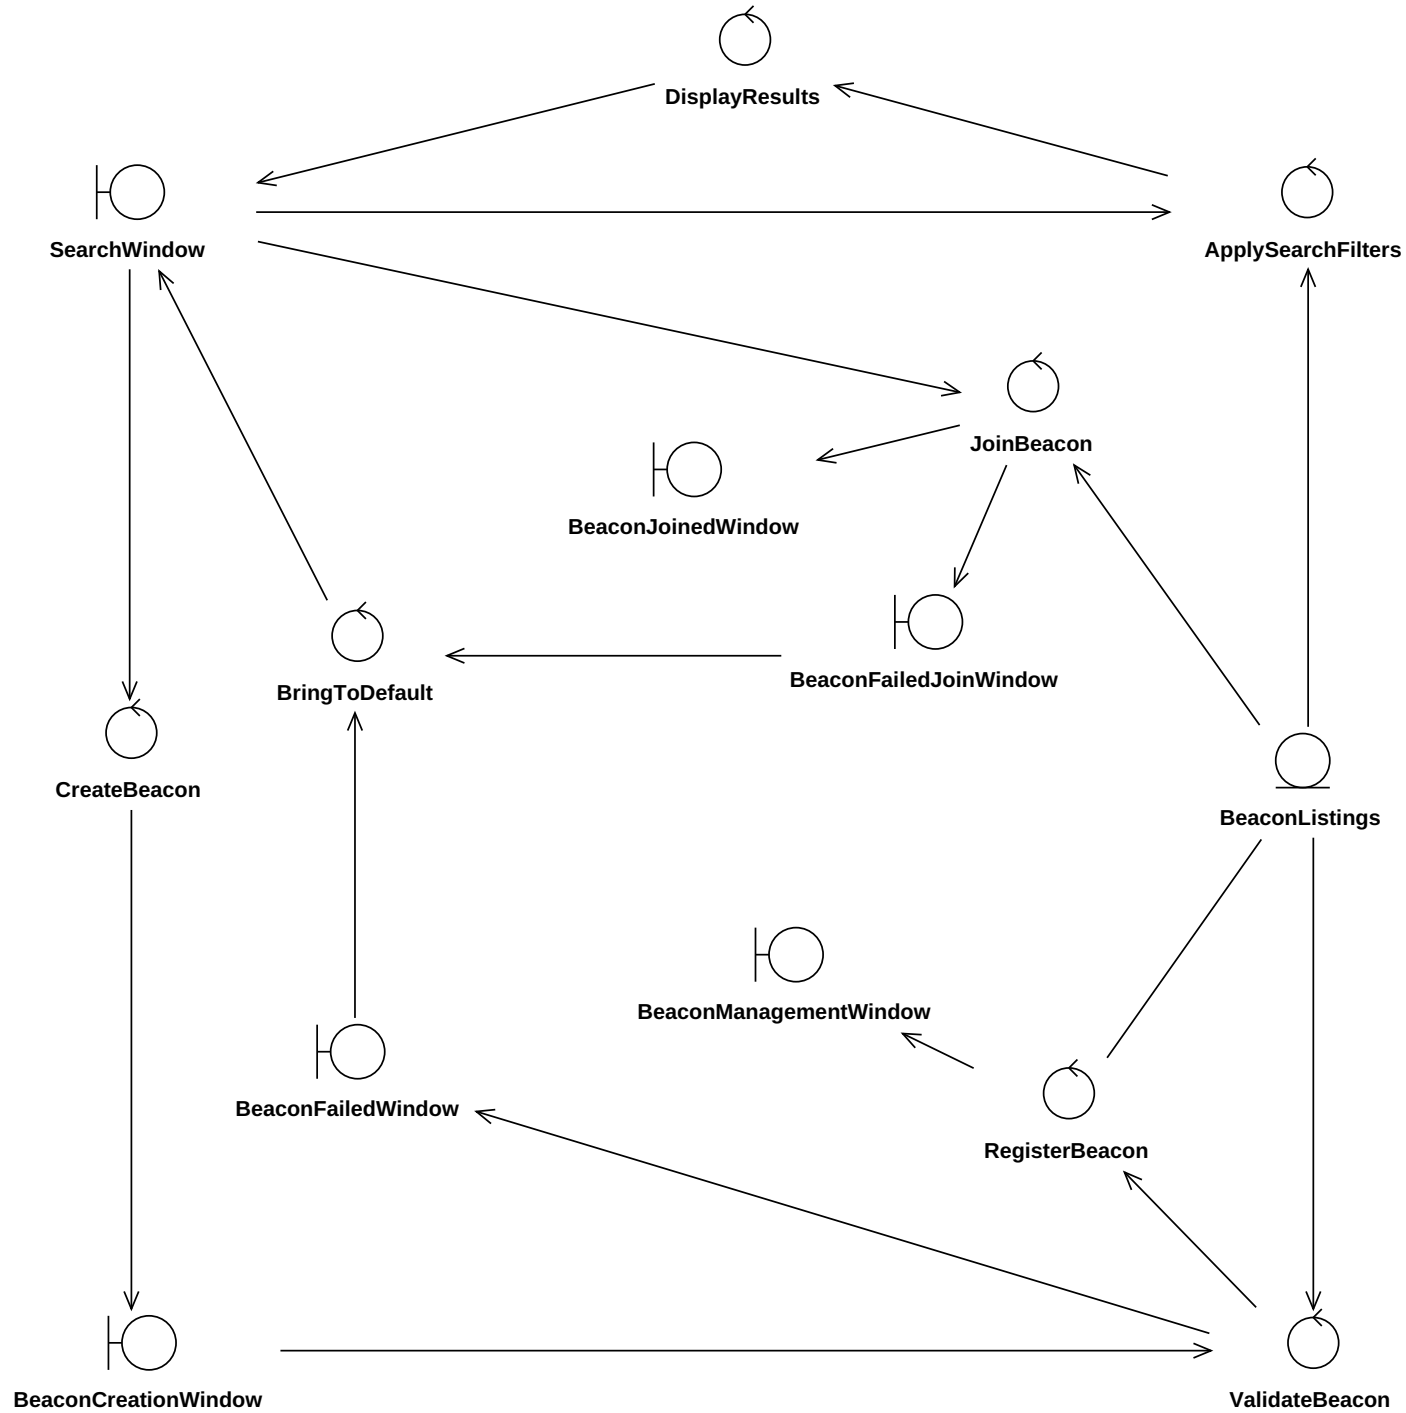 DisplayResults
SearchWindow
ApplySearchFilters
JoinBeacon
BeaconJoinedWindow
BeaconFailedJoinWindow
BringToDefault
CreateBeacon
BeaconListings
BeaconManagementWindow
BeaconFailedWindow
RegisterBeacon
BeaconCreationWindow
ValidateBeacon